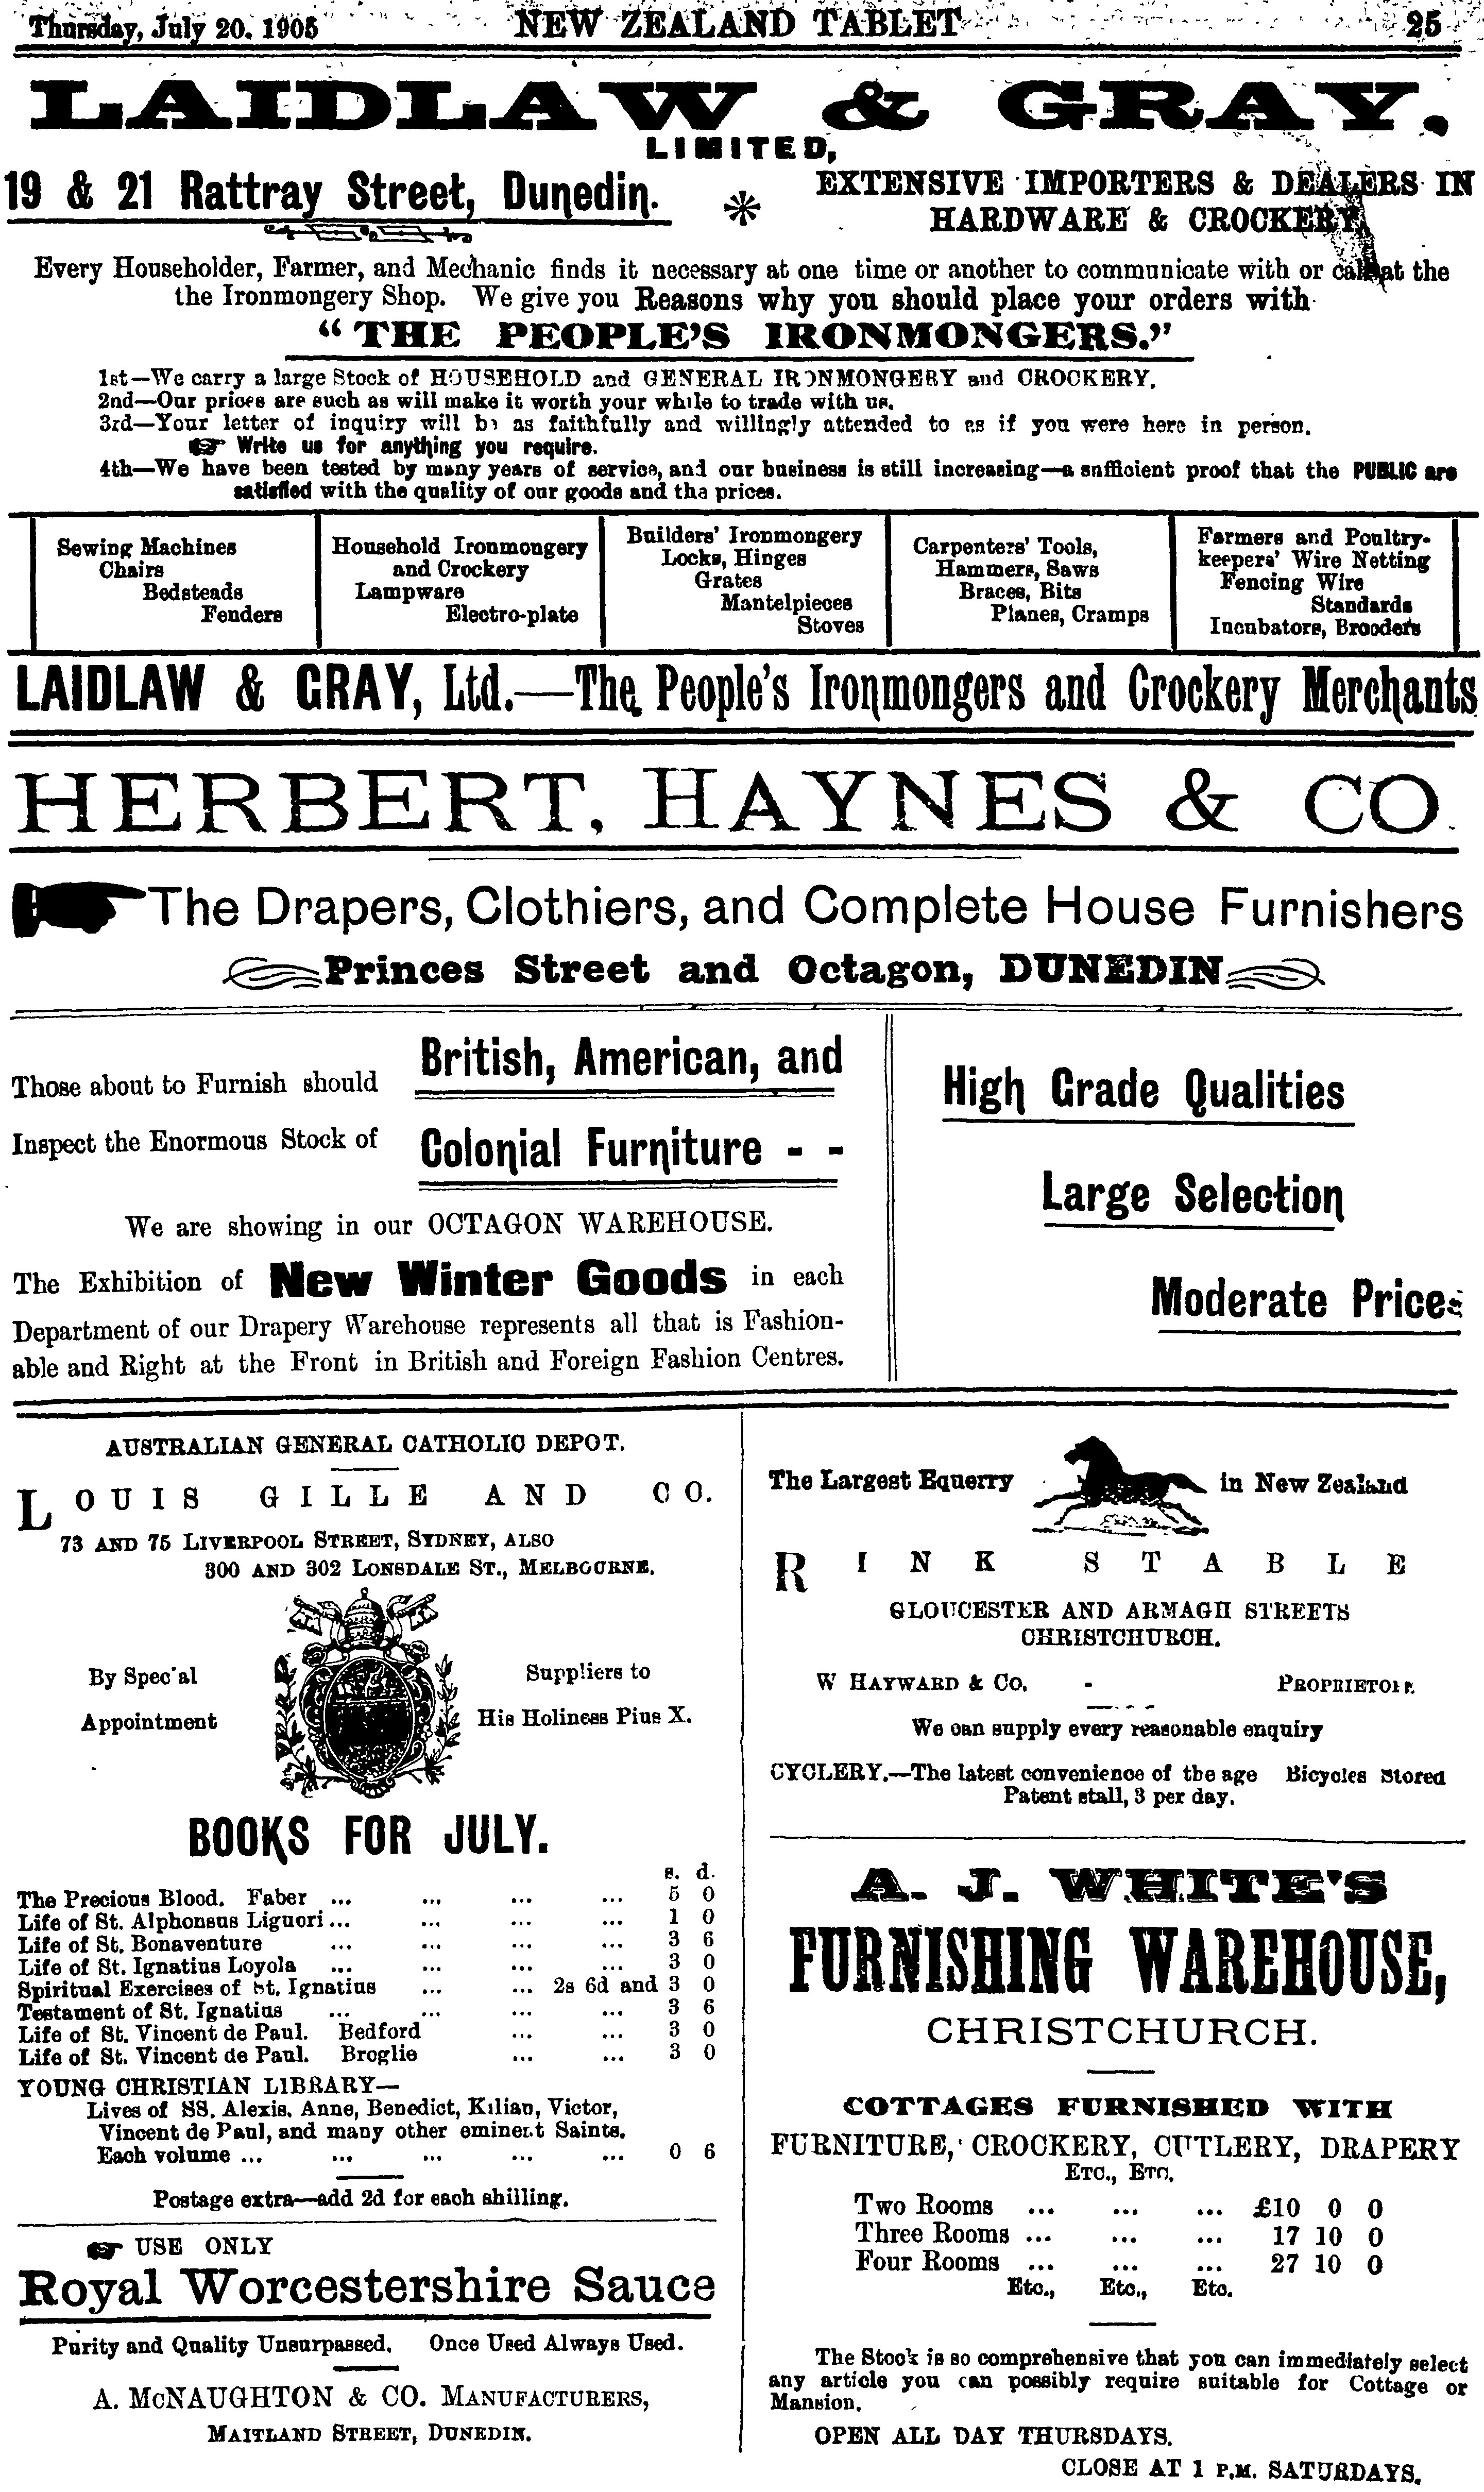 Thursday, July 20, 1905
NEW ZEALAND TABLET
25
LAIDLAW & GRAY,
LIMITED,
19 & 21 Rattray Street, Dunedin.
EXTENSIVE IMPORTERS & DEALERS IN
HARDWARE & CROCKERY
Every Householder, Farmer, and Mechanic finds it necessary at one time or another to communicate with or call at the
the Ironmongery Shop. We give you Reasons why you should place your orders with
"THE PEOPLE'S IRONMONGERS."
1st—We carry a large Stock of HOUSEHOLD and GENERAL IRONMONGERY and CROCKERY.
2nd—Our prices are such as will make it worth your while to trade with us.
3rd—Your letter of inquiry will be as faithfully and willingly attended to as if you were here in person.
☞ Write us for anything you require.
4th—We have been tested by many years of service, and our business is still increasing—a sufficient proof that the PUBLIC are
satisfied with the quality of our goods and the prices.
Sewing Machines
Chairs
Bedsteads
Fenders
Household Ironmongery
and Crockery
Lampware
Electro-plate
Builders' Ironmongery
Locks, Hinges
Grates
Mantelpieces
Stoves
Carpenters' Tools,
Hammers, Saws
Braces, Bits
Planes, Cramps
Farmers and Poultry-
keepers' Wire Netting
Fencing Wire
Standards
Incubators, Brooders
LAIDLAW & GRAY, Ltd.—The People's Ironmongers and Crockery Merchants
HERBERT, HAYNES & CO.
The Drapers, Clothiers, and Complete House Furnishers
Princes Street and Octagon, DUNEDIN
Those about to Furnish should
Inspect the Enormous Stock of
British, American, and
Colonial Furniture - -
We are showing in our OCTAGON WAREHOUSE.
The Exhibition of New Winter Goods in each
Department of our Drapery Warehouse represents all that is Fashion-
able and Right at the Front in British and Foreign Fashion Centres.
High Grade Qualities
Large Selection
Moderate Prices
AUSTRALIAN GENERAL CATHOLIC DEPOT.
LOUIS GILLE AND CO.
73 AND 75 LIVERPOOL STREET, SYDNEY, ALSO
300 AND 302 LONSDALE ST., MELBOURNE.
By Special
Appointment
Suppliers to
His Holiness Pius X.
BOOKS FOR JULY.
s. d.
The Precious Blood. Faber ... ... ... ... 5 0
Life of St. Alphonsus Liguori ... ... ... ... 1 0
Life of St. Bonaventure ... ... ... ... 3 6
Life of St. Ignatius Loyola ... ... ... ... 3 0
Spiritual Exercises of St. Ignatius ... ... 2s 6d and 3 0
Testament of St. Ignatius ... ... ... ... 3 6
Life of St. Vincent de Paul. Bedford ... ... 3 0
Life of St. Vincent de Paul. Broglie ... ... 3 0
YOUNG CHRISTIAN LIBRARY—
Lives of SS. Alexis, Anne, Benedict, Kilian, Victor,
Vincent de Paul, and many other eminent Saints.
Each volume ... ... ... ... ... 0 6
Postage extra—add 2d for each shilling.
☞ USE ONLY
Royal Worcestershire Sauce
Purity and Quality Unsurpassed. Once Used Always Used.
A. McNAUGHTON & CO. MANUFACTURERS,
MAITLAND STREET, DUNEDIN.
The Largest Equerry in New Zealand
RINK STABLE
GLOUCESTER AND ARMAGH STREETS
CHRISTCHURCH.
W HAYWARD & CO. - PROPRIETORS.
We can supply every reasonable enquiry
CYCLERY.—The latest convenience of the age Bicycles Stored
Patent stall, 3 per day.
A. J. WHITE'S
FURNISHING WAREHOUSE,
CHRISTCHURCH.
COTTAGES FURNISHED WITH
FURNITURE, CROCKERY, CUTLERY, DRAPERY
ETC., ETC.
Two Rooms ... ... ... £10 0 0
Three Rooms ... ... ... 17 10 0
Four Rooms ... ... ... 27 10 0
Etc., Etc., Etc.
The Stock is so comprehensive that you can immediately select
any article you can possibly require suitable for Cottage or
Mansion.
OPEN ALL DAY THURSDAYS.
CLOSE AT 1 P.M. SATURDAYS.